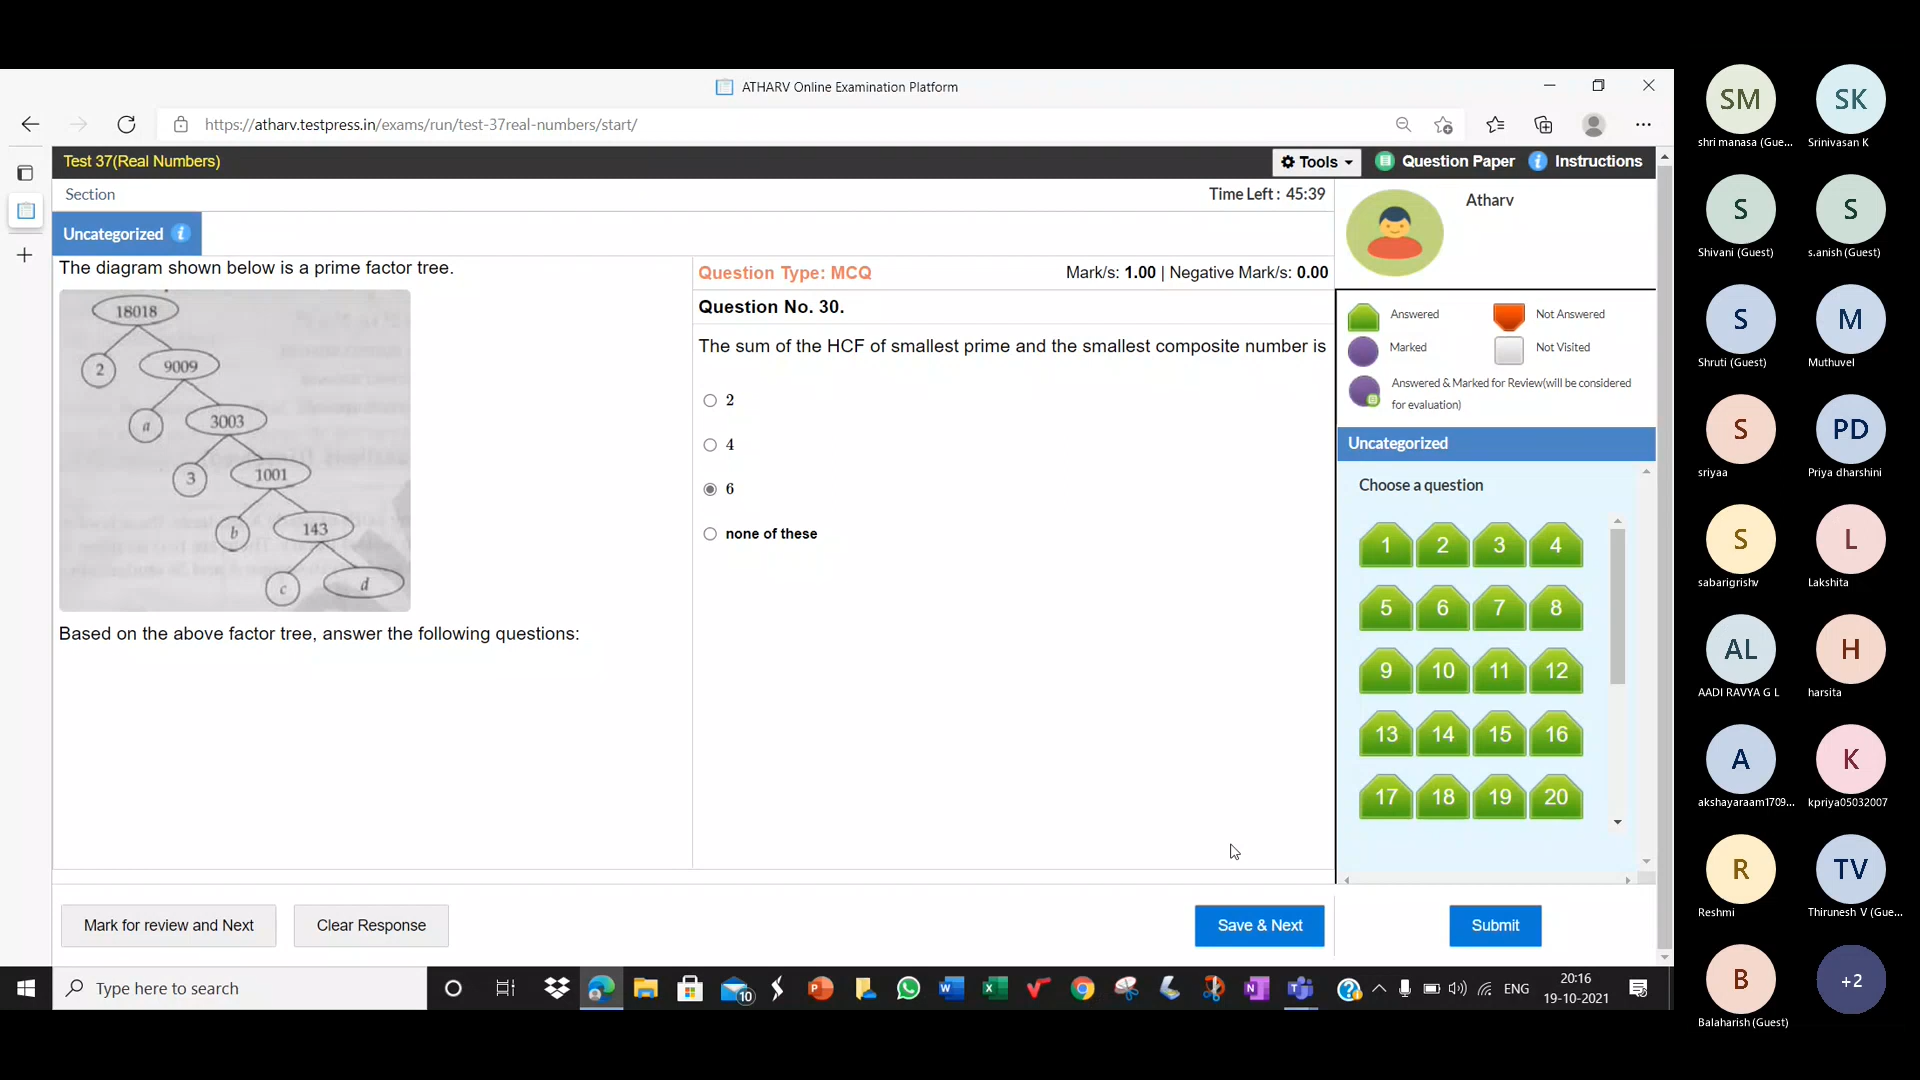 ATHARV Online Examination Platform
https://atharv.testpress.in/exams/run/test-37real-numbers/start/
Test 37(Real Numbers)
Tools
Question Paper
Instructions
Section
Time Left : 45:39
Uncategorized
The diagram shown below is a prime factor tree.
18018
2
9009
a
3003
3
1001
b
143
c
d
Based on the above factor tree, answer the following questions:
Question Type: MCQ
Mark/s: 1.00 | Negative Mark/s: 0.00
Question No. 30.
The sum of the HCF of smallest prime and the smallest composite number is
2
4
6
none of these
Atharv
Answered
Not Answered
Marked
Not Visited
Answered & Marked for Review(will be considered
for evaluation)
Uncategorized
Choose a question
1 2 3 4
5 6 7 8
9 10 11 12
13 14 15 16
17 18 19 20
Mark for review and Next
Clear Response
Save & Next
Submit
Type here to search
10
ENG
20:16
19-10-2021
SM
shri manasa (Gue...
SK
Srinivasan K
S
Shivani (Guest)
S
s.anish (Guest)
S
Shruti (Guest)
M
Muthuvel
S
sriyaa
PD
Priya dharshini
S
sabarigrishv
L
Lakshita
AL
AADI RAVYA G L
H
harsita
A
akshayaraam1709...
K
kpriya05032007
R
Reshmi
TV
Thirunesh V (Gue...
B
Balaharish (Guest)
+2